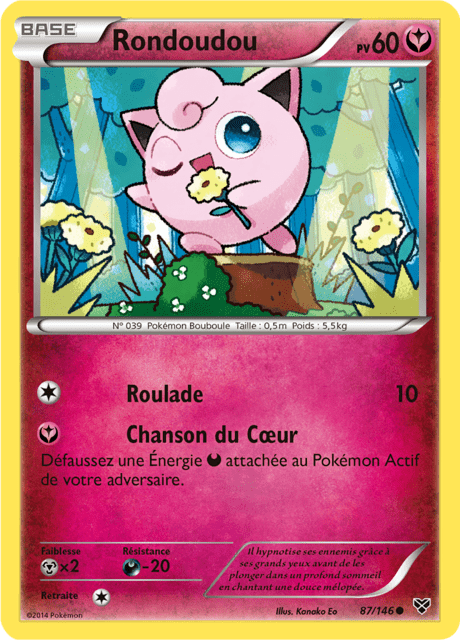 BASE Rondoudou PV60
N° 039 Pokémon Bouboule Taille : 0,5m Poids : 5,5kg
Roulade 10
Chanson du Cœur
Défaussez une Énergie attachée au Pokémon Actif
de votre adversaire.
Faiblesse Résistance
×2 -20
Il hypnotise ses ennemis grâce à
ses grands yeux avant de les
plonger dans un profond sommeil
en chantant une douce mélopée.
Retraite
©2014 Pokémon Illus. Kanako Eo 87/146
XY